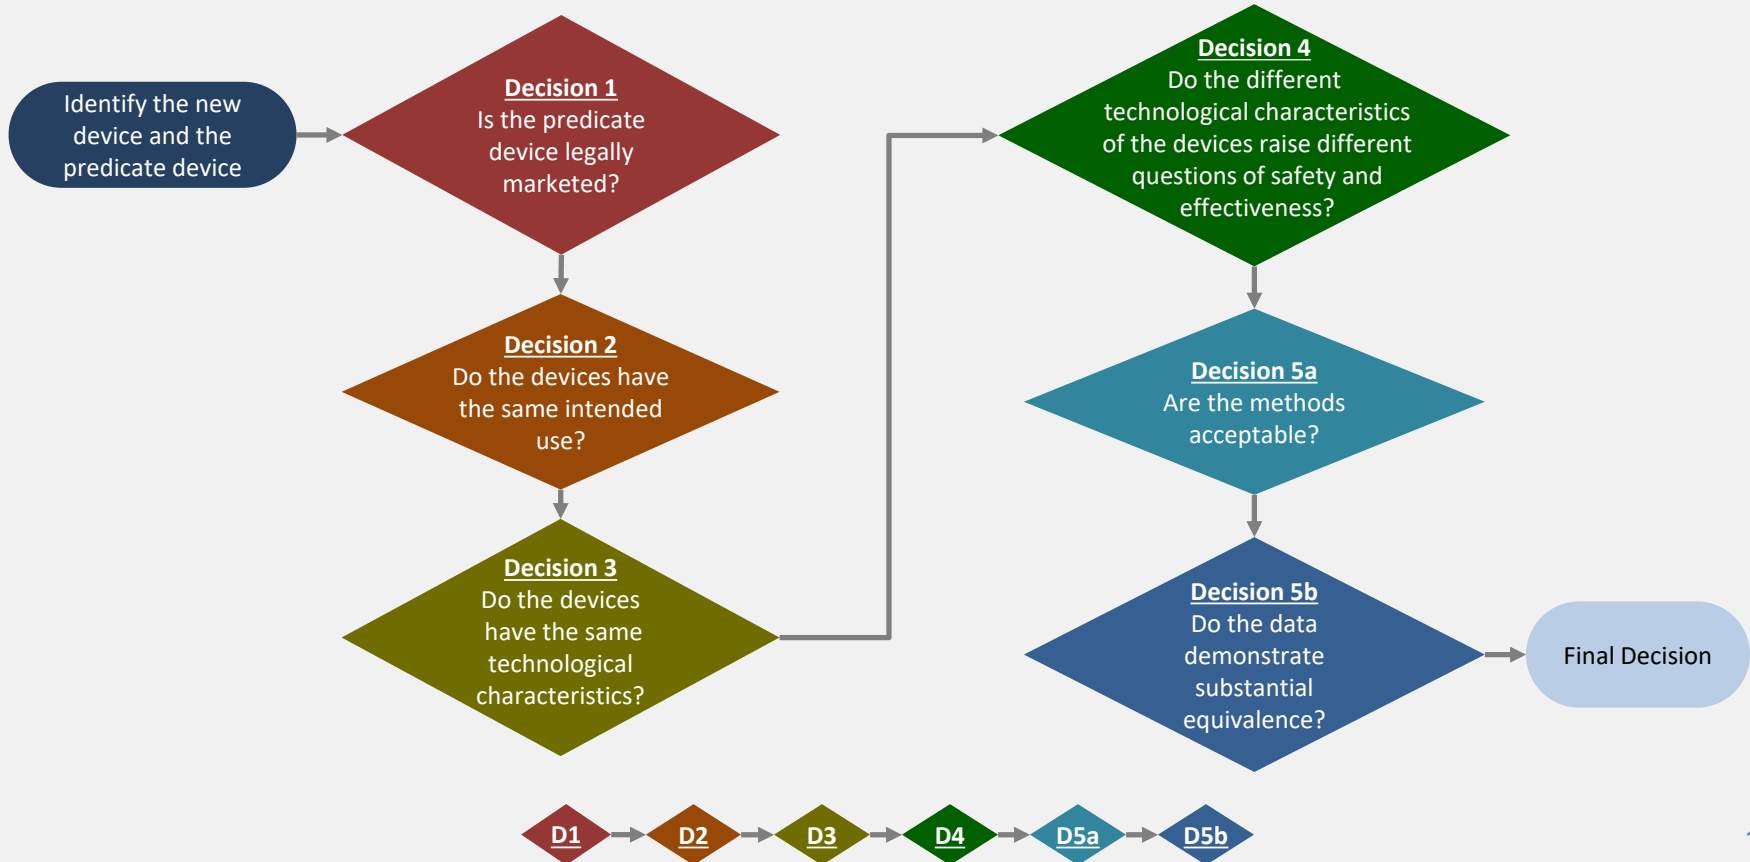 Identify the new
device and the
predicate device
Decision 1
Is the predicate
device legally
marketed?
Decision 2
Do the devices have
the same intended
use?
Decision 3
Do the devices
have the same
technological
characteristics?
Decision 4
Do the different
technological characteristics
of the devices raise different
questions of safety and
effectiveness?
Decision 5a
Are the methods
acceptable?
Decision 5b
Do the data
demonstrate
substantial
equivalence?
Final Decision
D1
D2
D3
D4
D5a
D5b